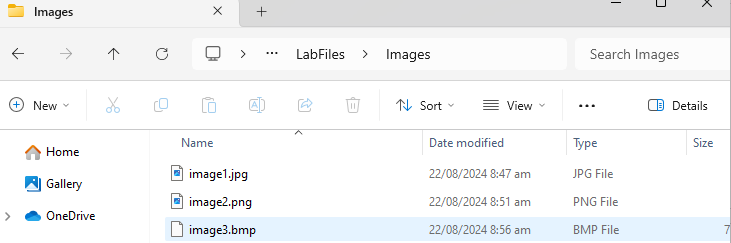 Images
LabFiles Images Search Images
New Sort View Details
Name Date modified Type Size
Home image1.jpg 22/08/2024 8:47 am JPG File
Gallery image2.png 22/08/2024 8:51 am PNG File
OneDrive image3.bmp 22/08/2024 8:56 am BMP File 7